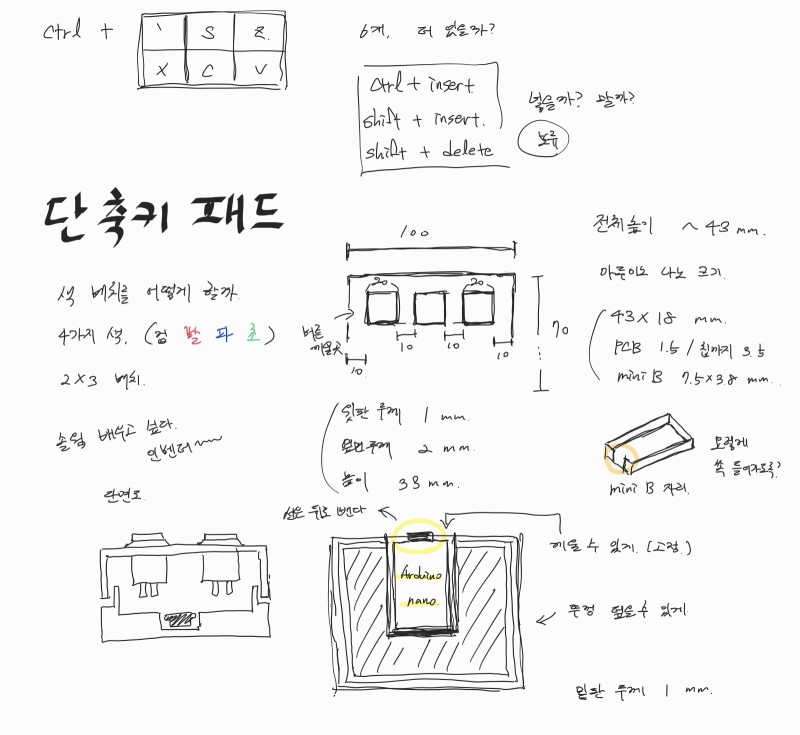 ctrl +
\ S Z
X C V
6개, 더 있을까?
ctrl + insert
shift + insert.
shift + delete
넣을까? 말까?
보류
단축키 패드
색 배치를 어떻게 할까
4가지 색. (검 빨 파 초)
2×3 배치.
솔웍 배우고 싶다.
인벤터~~~
100
20
20
버튼
끼울곳
10
10
10
10
70
전체높이 ~ 43 mm.
아두이노 나노 크기.
43 × 18 mm.
PCB 1.5 / 칩까지 3.5
mini B 7.5×3.8 mm.
윗판 두께 1 mm.
옆면두께 2 mm.
높이 38 mm.
요렇게
쏙 들어가도록?
mini B 자리.
단면도.
선은 뒤로 뺀다
Arduino
nano.
끼울 수 있게. (고정.)
뚜껑 덮을수 있게.
밑판 두께 1 mm.